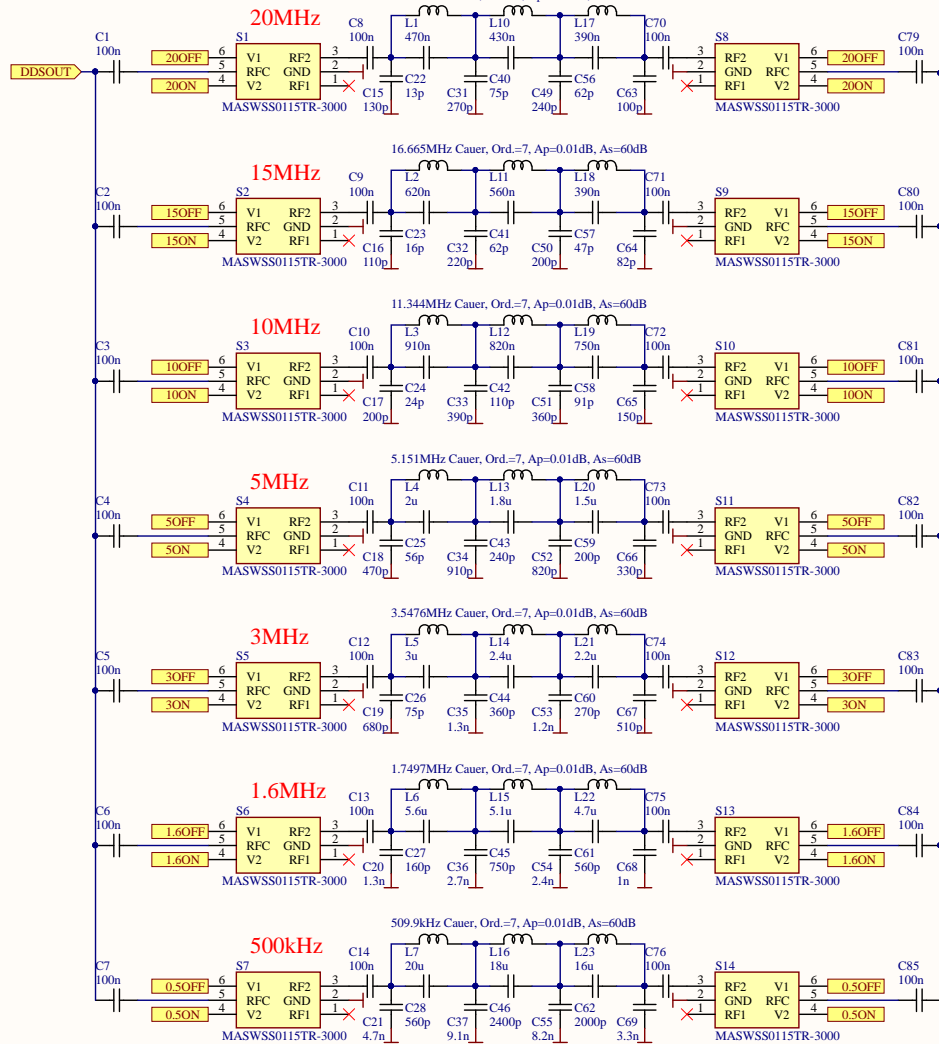 20MHz
C1
100n
DDSOUT
20OFF
20ON
6
5
4
S1
V1
RFC
V2
RF2
GND
RF1
MASWSS0115TR-3000
3
2
1
C8
100n
L1
470n
L10
430n
L17
390n
C70
100n
C15
130p
C22
13p
C31
270p
C40
75p
C49
240p
C56
62p
C63
100p
3
2
1
S8
RF2
GND
RF1
V1
RFC
V2
MASWSS0115TR-3000
6
5
4
20OFF
20ON
C79
100n
16.665MHz Cauer, Ord.=7, Ap=0.01dB, As=60dB
15MHz
C2
100n
15OFF
15ON
6
5
4
S2
V1
RFC
V2
RF2
GND
RF1
MASWSS0115TR-3000
3
2
1
C9
100n
L2
620n
L11
560n
L18
390n
C71
100n
C16
110p
C23
16p
C32
220p
C41
62p
C50
200p
C57
47p
C64
82p
3
2
1
S9
RF2
GND
RF1
V1
RFC
V2
MASWSS0115TR-3000
6
5
4
15OFF
15ON
C80
100n
11.344MHz Cauer, Ord.=7, Ap=0.01dB, As=60dB
10MHz
C3
100n
10OFF
10ON
6
5
4
S3
V1
RFC
V2
RF2
GND
RF1
MASWSS0115TR-3000
3
2
1
C10
100n
L3
910n
L12
820n
L19
750n
C72
100n
C17
200p
C24
24p
C33
390p
C42
110p
C51
360p
C58
91p
C65
150p
3
2
1
S10
RF2
GND
RF1
V1
RFC
V2
MASWSS0115TR-3000
6
5
4
10OFF
10ON
C81
100n
5.151MHz Cauer, Ord.=7, Ap=0.01dB, As=60dB
5MHz
C4
100n
5OFF
5ON
6
5
4
S4
V1
RFC
V2
RF2
GND
RF1
MASWSS0115TR-3000
3
2
1
C11
100n
L4
2u
L13
1.8u
L20
1.5u
C73
100n
C18
470p
C25
56p
C34
910p
C43
240p
C52
820p
C59
200p
C66
330p
3
2
1
S11
RF2
GND
RF1
V1
RFC
V2
MASWSS0115TR-3000
6
5
4
5OFF
5ON
C82
100n
3.5476MHz Cauer, Ord.=7, Ap=0.01dB, As=60dB
3MHz
C5
100n
3OFF
3ON
6
5
4
S5
V1
RFC
V2
RF2
GND
RF1
MASWSS0115TR-3000
3
2
1
C12
100n
L5
3u
L14
2.4u
L21
2.2u
C74
100n
C19
680p
C26
75p
C35
1.3n
C44
360p
C53
1.2n
C60
270p
C67
510p
3
2
1
S12
RF2
GND
RF1
V1
RFC
V2
MASWSS0115TR-3000
6
5
4
3OFF
3ON
C83
100n
1.7497MHz Cauer, Ord.=7, Ap=0.01dB, As=60dB
1.6MHz
C6
100n
1.6OFF
1.6ON
6
5
4
S6
V1
RFC
V2
RF2
GND
RF1
MASWSS0115TR-3000
3
2
1
C13
100n
L6
5.6u
L15
5.1u
L22
4.7u
C75
100n
C20
1.3n
C27
160p
C36
2.7n
C45
750p
C54
2.4n
C61
560p
C68
1n
3
2
1
S13
RF2
GND
RF1
V1
RFC
V2
MASWSS0115TR-3000
6
5
4
1.6OFF
1.6ON
C84
100n
509.9kHz Cauer, Ord.=7, Ap=0.01dB, As=60dB
500kHz
C7
100n
0.5OFF
0.5ON
6
5
4
S7
V1
RFC
V2
RF2
GND
RF1
MASWSS0115TR-3000
3
2
1
C14
100n
L7
20u
L16
18u
L23
16u
C76
100n
C21
4.7n
C28
560p
C37
9.1n
C46
2400p
C55
8.2n
C62
2000p
C69
3.3n
3
2
1
S14
RF2
GND
RF1
V1
RFC
V2
MASWSS0115TR-3000
6
5
4
0.5OFF
0.5ON
C85
100n